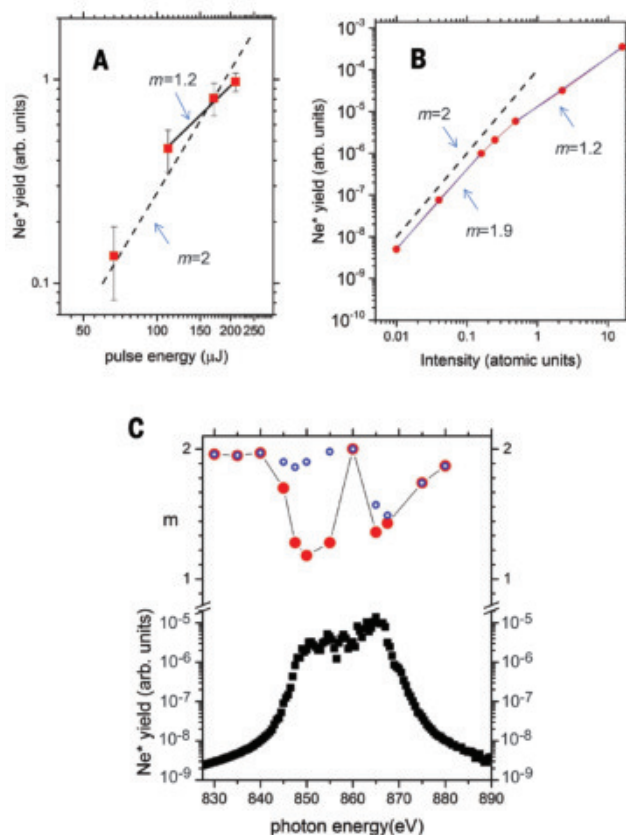 A
m=1.2
m=2
Ne* yield (arb. units)
1
0.1
50 100 150 200 250
pulse energy (μJ)
B
m=2
m=1.2
m=1.9
Ne* yield (arb. units)
10⁻³
10⁻⁴
10⁻⁵
10⁻⁶
10⁻⁷
10⁻⁸
10⁻⁹
10⁻¹⁰
0.01 0.1 1 10
Intensity (atomic units)
C
m
2 2
1 1
Ne* yield (arb. units)
10⁻⁵ 10⁻⁵
10⁻⁶ 10⁻⁶
10⁻⁷ 10⁻⁷
10⁻⁸ 10⁻⁸
10⁻⁹ 10⁻⁹
830 840 850 860 870 880 890
photon energy(eV)